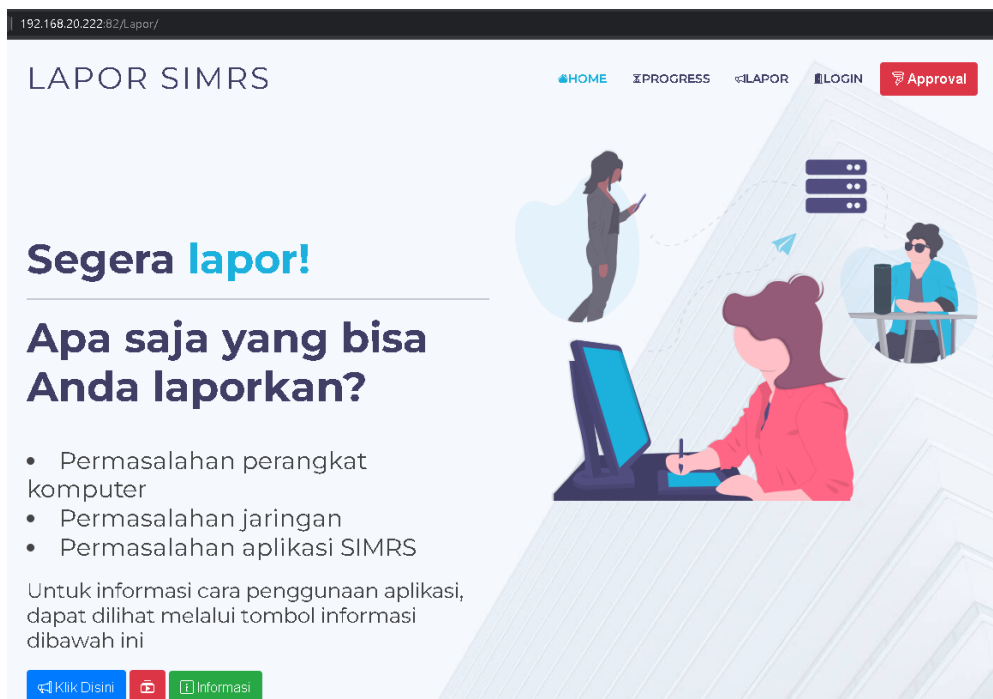 192.168.20.222:82/Lapor/
LAPOR SIMRS
HOME PROGRESS LAPOR LOGIN Approval
Segera lapor!
Apa saja yang bisa
Anda laporkan?
• Permasalahan perangkat
komputer
• Permasalahan jaringan
• Permasalahan aplikasi SIMRS
Untuk informasi cara penggunaan aplikasi,
dapat dilihat melalui tombol informasi
dibawah ini
Klik Disini Informasi